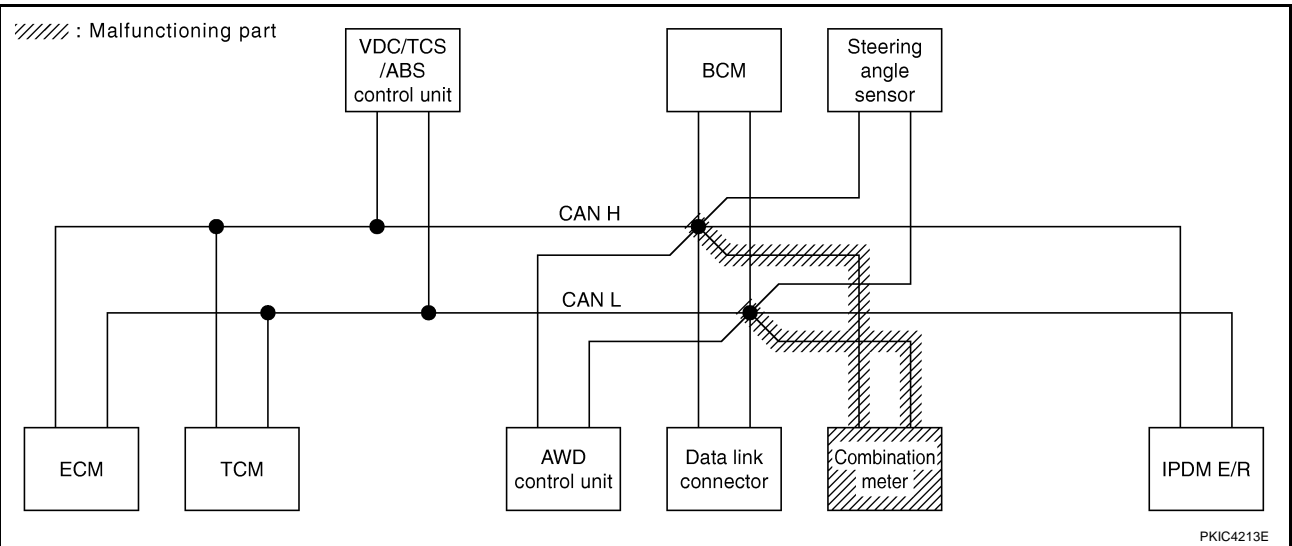 : Malfunctioning part
VDC/TCS
/ABS
control unit
BCM
Steering
angle
sensor
CAN H
CAN L
ECM
TCM
AWD
control unit
Data link
connector
Combination
meter
IPDM E/R
PKIC4213E